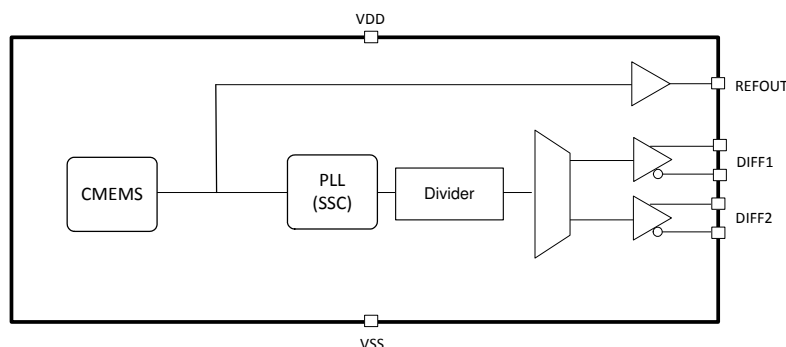 VDD
REFOUT
CMEMS
PLL
(SSC)
Divider
DIFF1
DIFF2
VSS